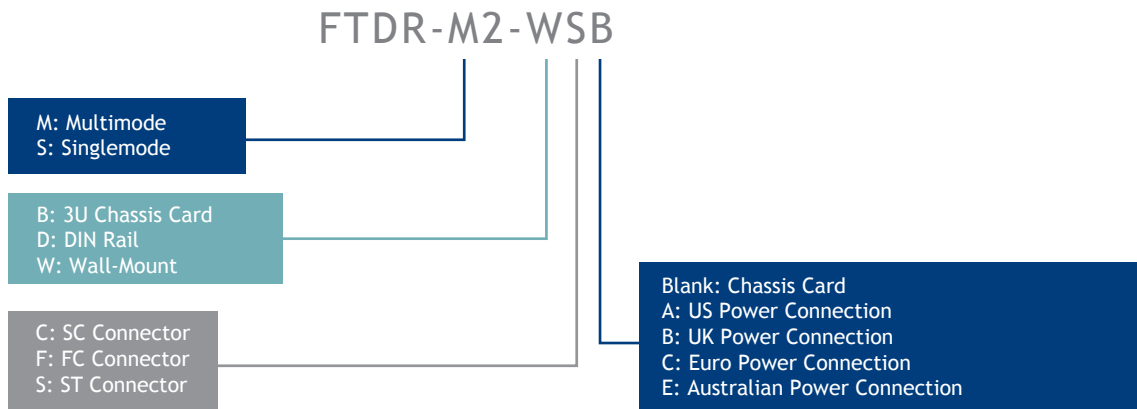 FTDR-M2-WSB
M: Multimode
S: Singlemode
B: 3U Chassis Card
D: DIN Rail
W: Wall-Mount
C: SC Connector
F: FC Connector
S: ST Connector
Blank: Chassis Card
A: US Power Connection
B: UK Power Connection
C: Euro Power Connection
E: Australian Power Connection